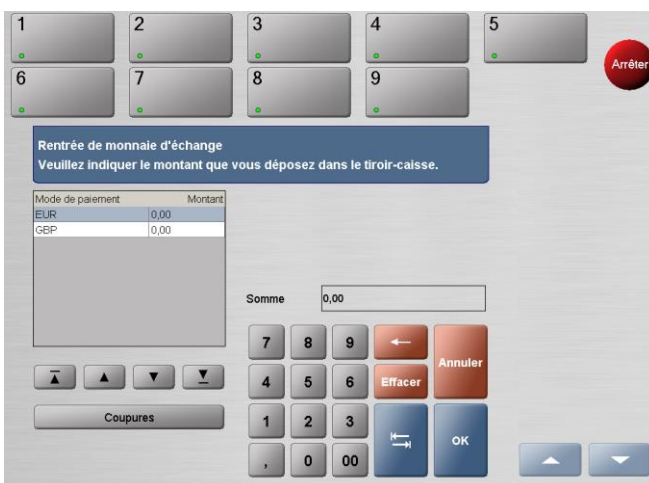 1
2
3
4
5
Arrêter
6
7
8
9
Rentrée de monnaie d'échange
Veuillez indiquer le montant que vous déposez dans le tiroir-caisse.
Mode de paiement Montant
EUR 0,00
GBP 0,00
Somme 0,00
7 8 9
Annuler
4 5 6 Effacer
Coupures
1 2 3
OK
, 0 00